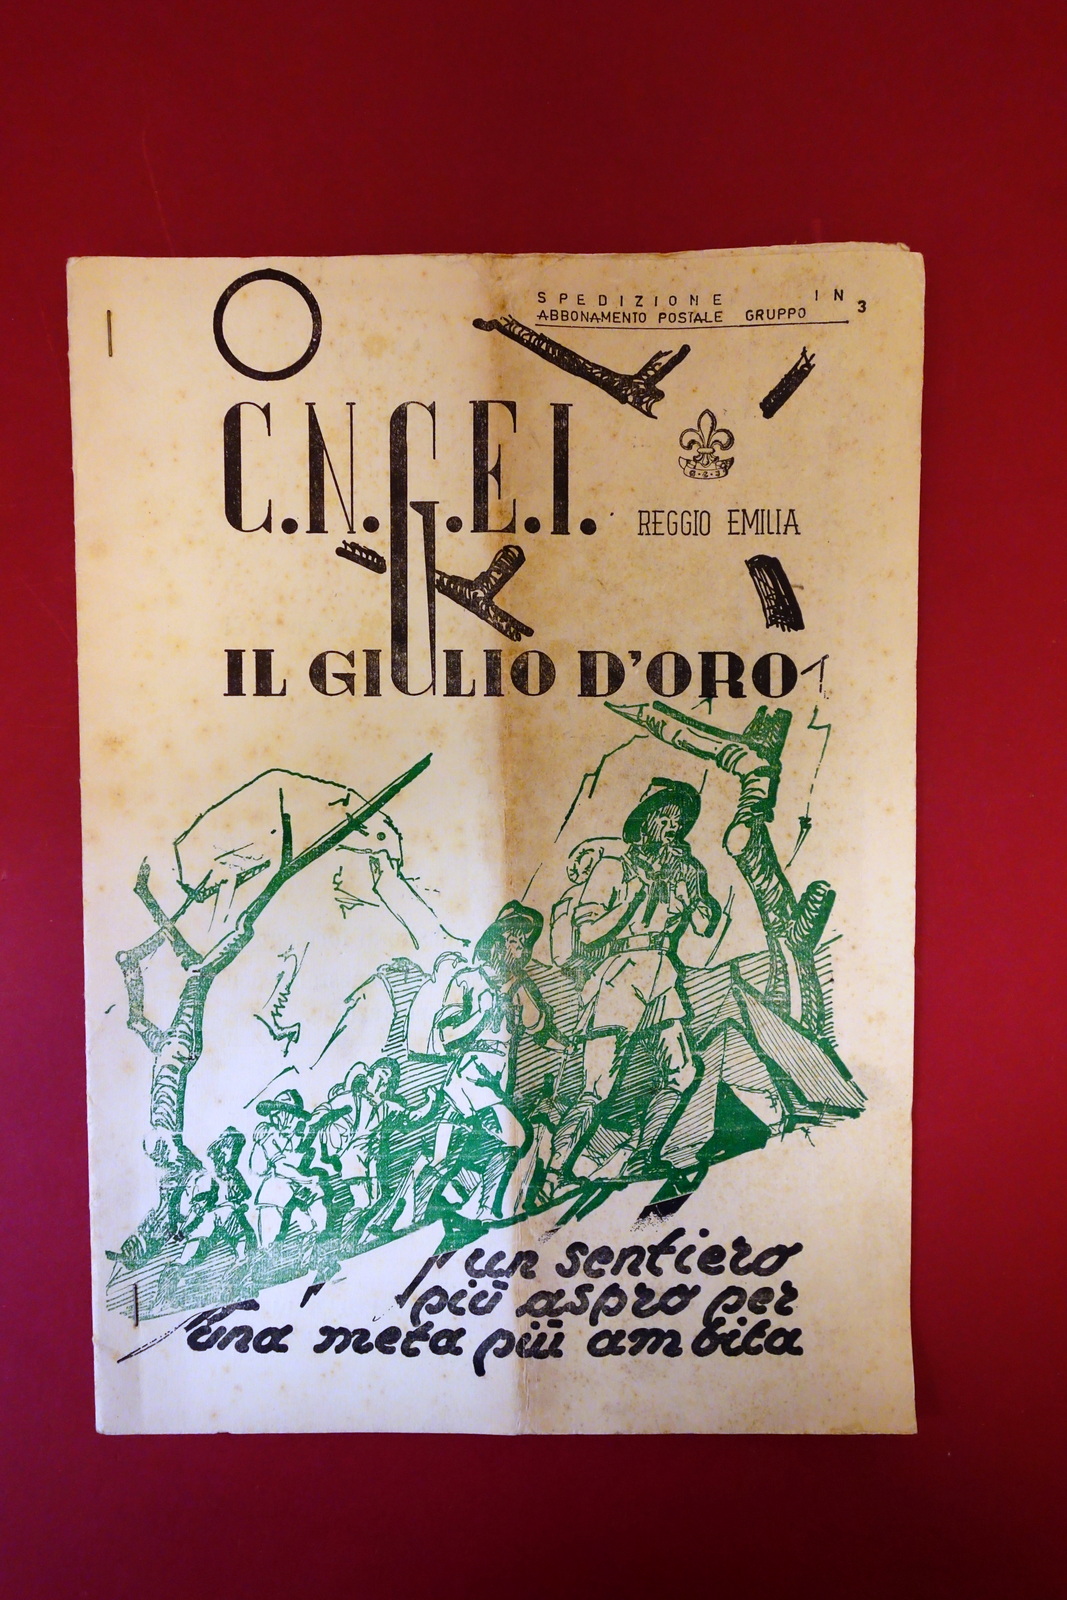 SPEDIZIONE IN
ABBONAMENTO POSTALE GRUPPO 3
C.N.G.E.I.
REGGIO EMILIA
IL GIULIO D'ORO
un sentiero
più aspro per
una meta più ambita